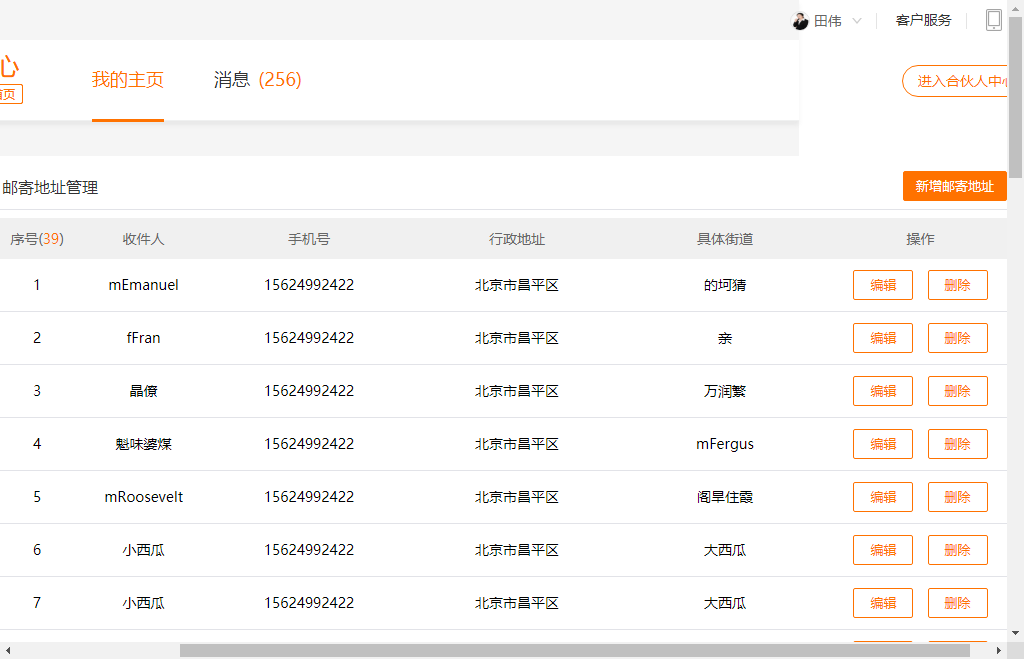 田伟 客户服务
心
我的主页 消息 (256) 进入合伙人中心
首页
邮寄地址管理 新增邮寄地址
序号(39) 收件人 手机号 行政地址 具体街道 操作
1 mEmanuel 15624992422 北京市昌平区 的坷猜 编辑 删除
2 fFran 15624992422 北京市昌平区 亲 编辑 删除
3 晶僚 15624992422 北京市昌平区 万润繁 编辑 删除
4 魁味婆煤 15624992422 北京市昌平区 mFergus 编辑 删除
5 mRoosevelt 15624992422 北京市昌平区 阁旱住霞 编辑 删除
6 小西瓜 15624992422 北京市昌平区 大西瓜 编辑 删除
7 小西瓜 15624992422 北京市昌平区 大西瓜 编辑 删除